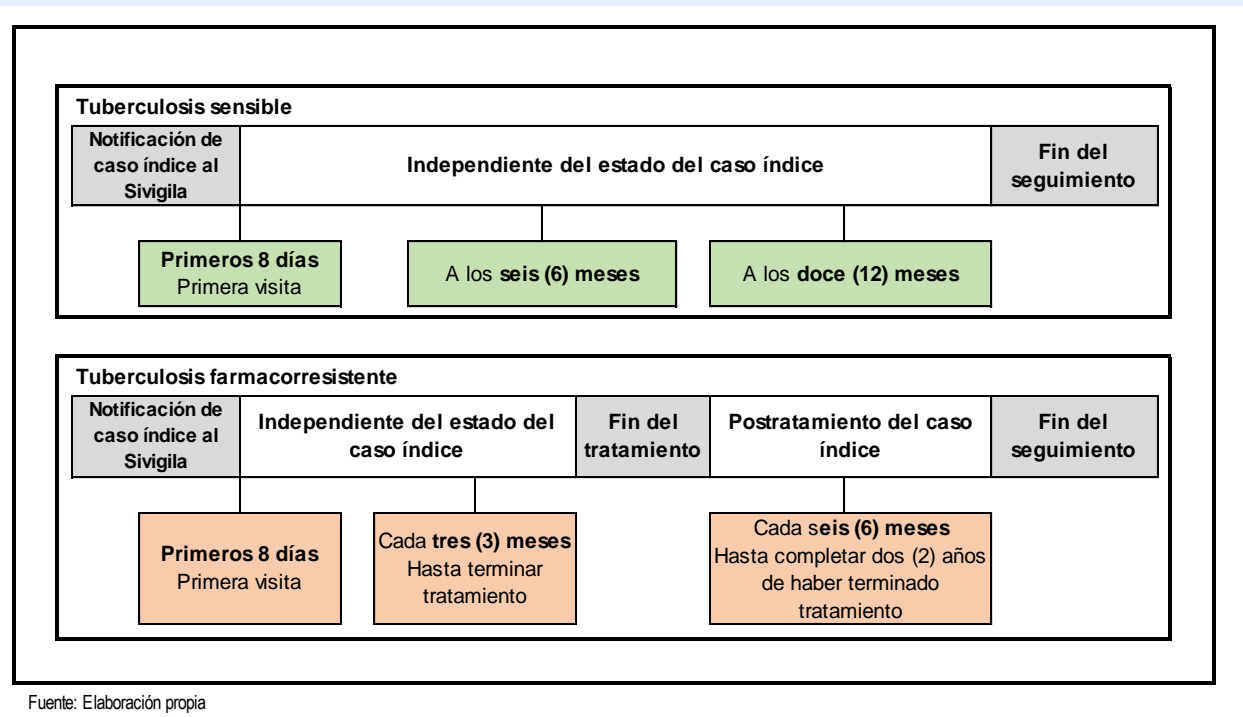 Tuberculosis sensible
Notificación de
caso índice al
Sivigila
Independiente del estado del caso índice
Fin del
seguimiento
Primeros 8 días
Primera visita
A los seis (6) meses
A los doce (12) meses
Tuberculosis farmacorresistente
Notificación de
caso índice al
Sivigila
Independiente del estado del
caso índice
Fin del
tratamiento
Postratamiento del caso
índice
Fin del
seguimiento
Primeros 8 días
Primera visita
Cada tres (3) meses
Hasta terminar
tratamiento
Cada seis (6) meses
Hasta completar dos (2) años
de haber terminado
tratamiento
Fuente: Elaboración propia